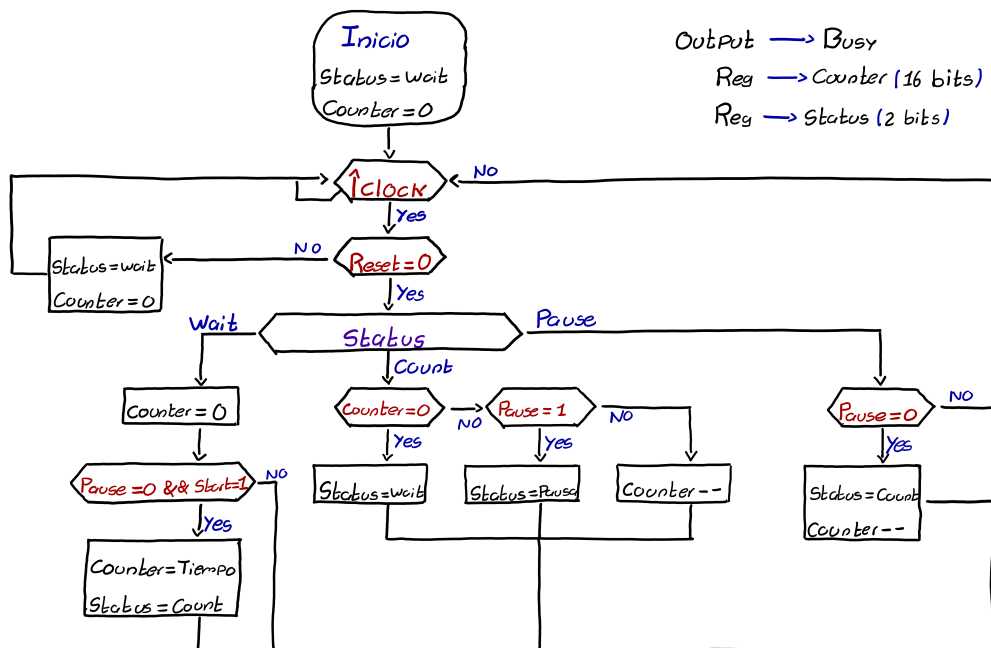 Inicio
Status=wait
Counter=0
Output → Busy
Reg → Counter (16 bits)
Reg → Status (2 bits)
↑Clock
NO
Yes
Reset=0
NO
Yes
Status=wait
Counter=0
Status
Wait
Count
Pause
Counter=0
Counter=0
NO
Yes
Pause=1
NO
Yes
Pause=0
NO
Yes
Pause=0 && Start=1
NO
Yes
Status=wait
Status=Pausa
Counter--
Status=Count
Counter--
Counter=Tiempo
Status=Count